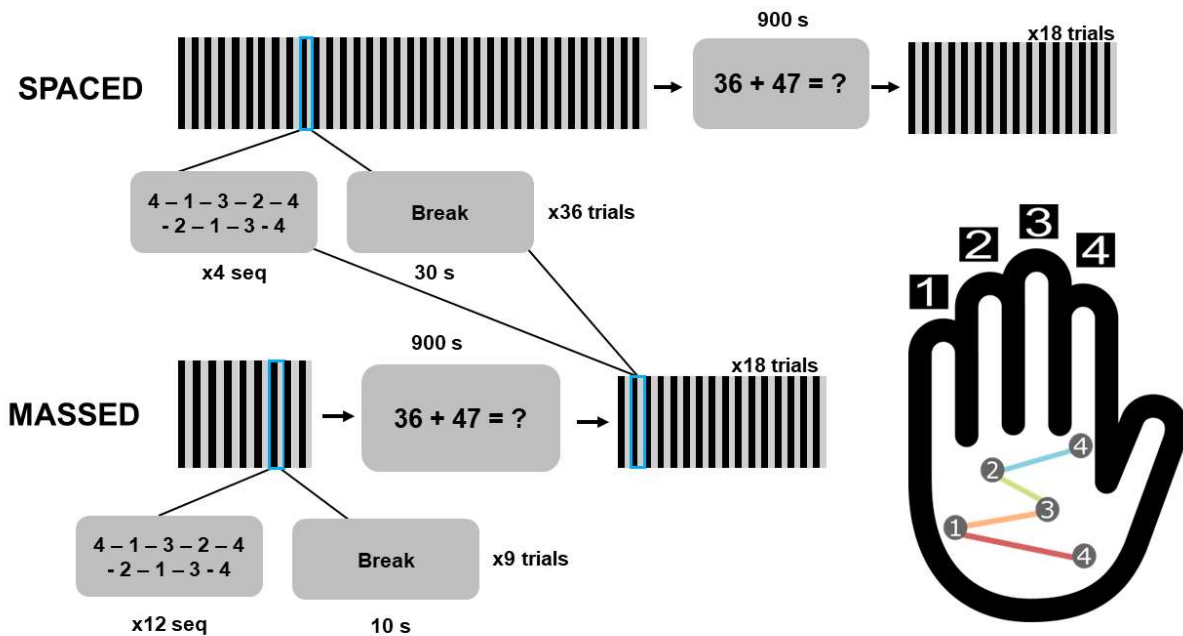 900 s
x18 trials
SPACED
36 + 47 = ?
4 – 1 – 3 – 2 – 4
- 2 – 1 – 3 - 4
Break
x36 trials
x4 seq
30 s
900 s
x18 trials
MASSED
36 + 47 = ?
4 – 1 – 3 – 2 – 4
- 2 – 1 – 3 - 4
Break
x9 trials
x12 seq
10 s
1
2
3
4
4
2
3
1
4